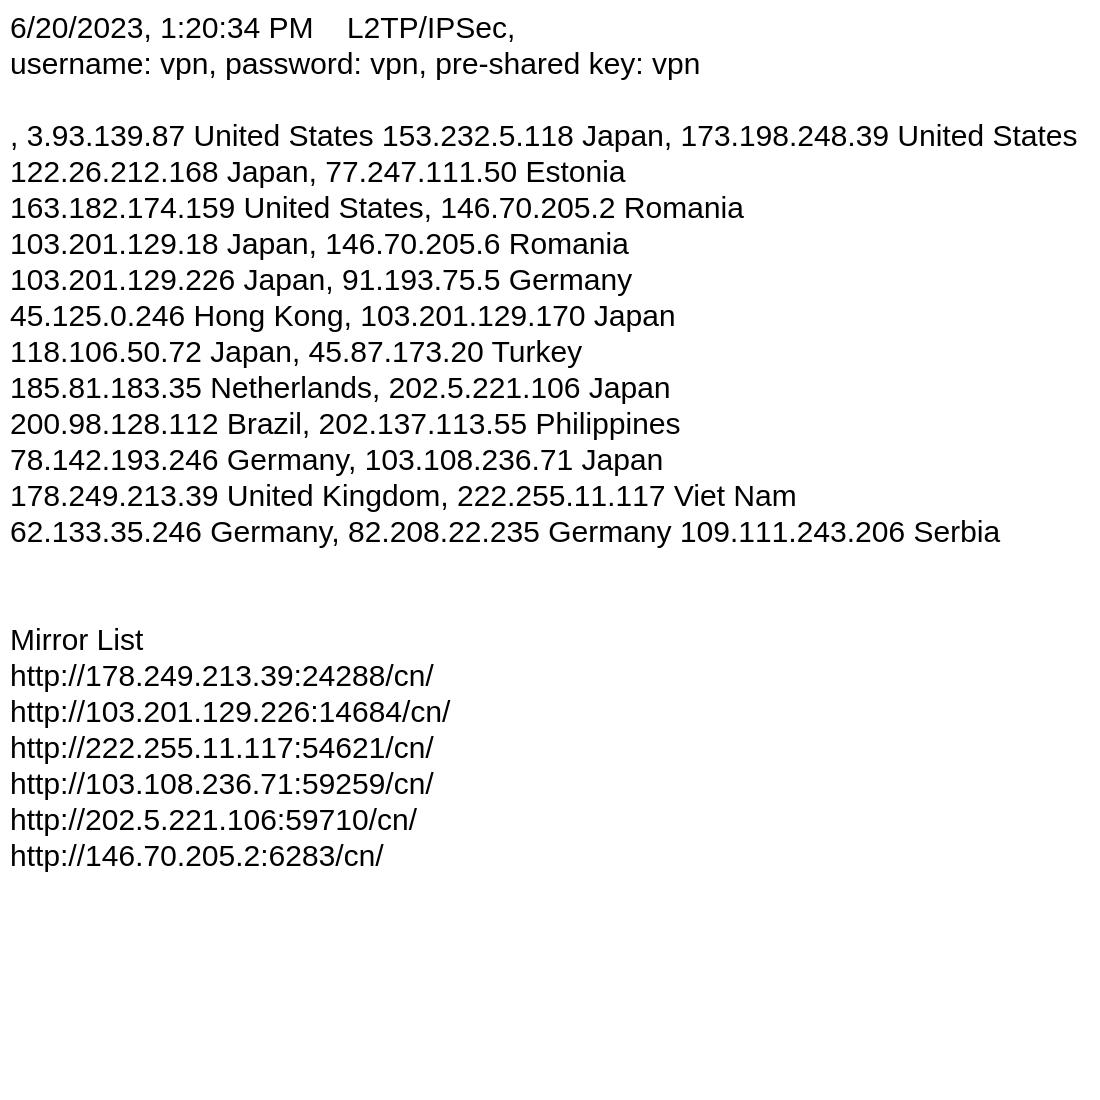 6/20/2023, 1:20:34 PM    L2TP/IPSec,
username: vpn, password: vpn, pre-shared key: vpn
, 3.93.139.87 United States 153.232.5.118 Japan, 173.198.248.39 United States
122.26.212.168 Japan, 77.247.111.50 Estonia
163.182.174.159 United States, 146.70.205.2 Romania
103.201.129.18 Japan, 146.70.205.6 Romania
103.201.129.226 Japan, 91.193.75.5 Germany
45.125.0.246 Hong Kong, 103.201.129.170 Japan
118.106.50.72 Japan, 45.87.173.20 Turkey
185.81.183.35 Netherlands, 202.5.221.106 Japan
200.98.128.112 Brazil, 202.137.113.55 Philippines
78.142.193.246 Germany, 103.108.236.71 Japan
178.249.213.39 United Kingdom, 222.255.11.117 Viet Nam
62.133.35.246 Germany, 82.208.22.235 Germany 109.111.243.206 Serbia
Mirror List
http://178.249.213.39:24288/cn/
http://103.201.129.226:14684/cn/
http://222.255.11.117:54621/cn/
http://103.108.236.71:59259/cn/
http://202.5.221.106:59710/cn/
http://146.70.205.2:6283/cn/